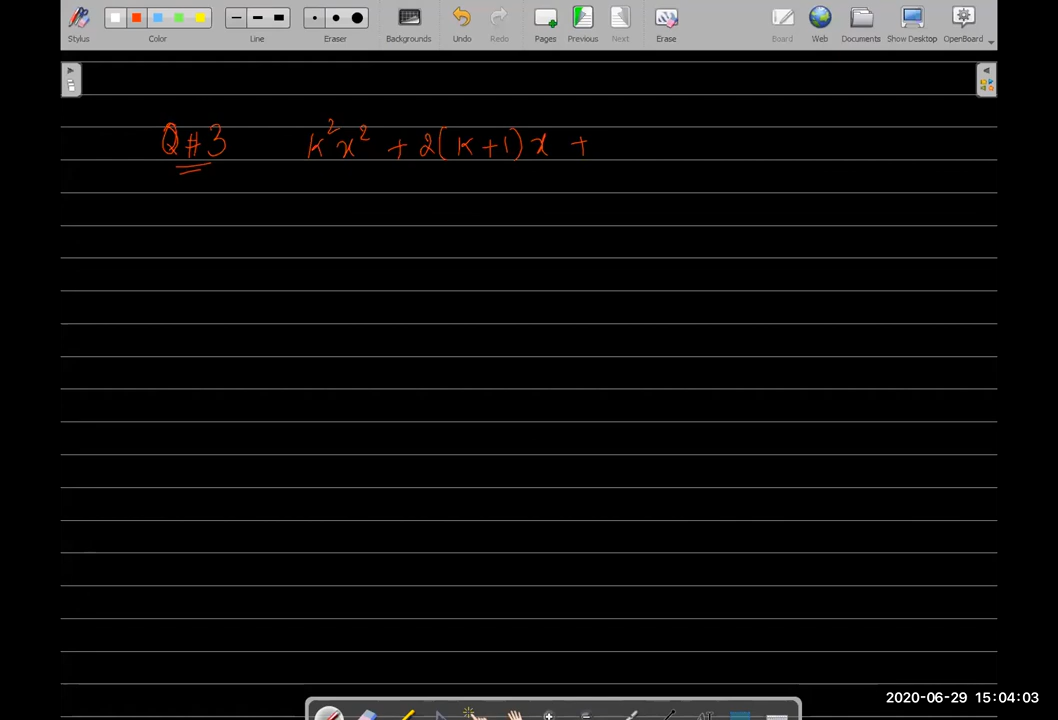 Stylus Color Line Eraser Backgrounds Undo Redo Pages Previous Next Erase Board Web Documents Show Desktop OpenBoard
Q#3 k²x² + 2(k+1)x +
2020-06-29 15:04:03